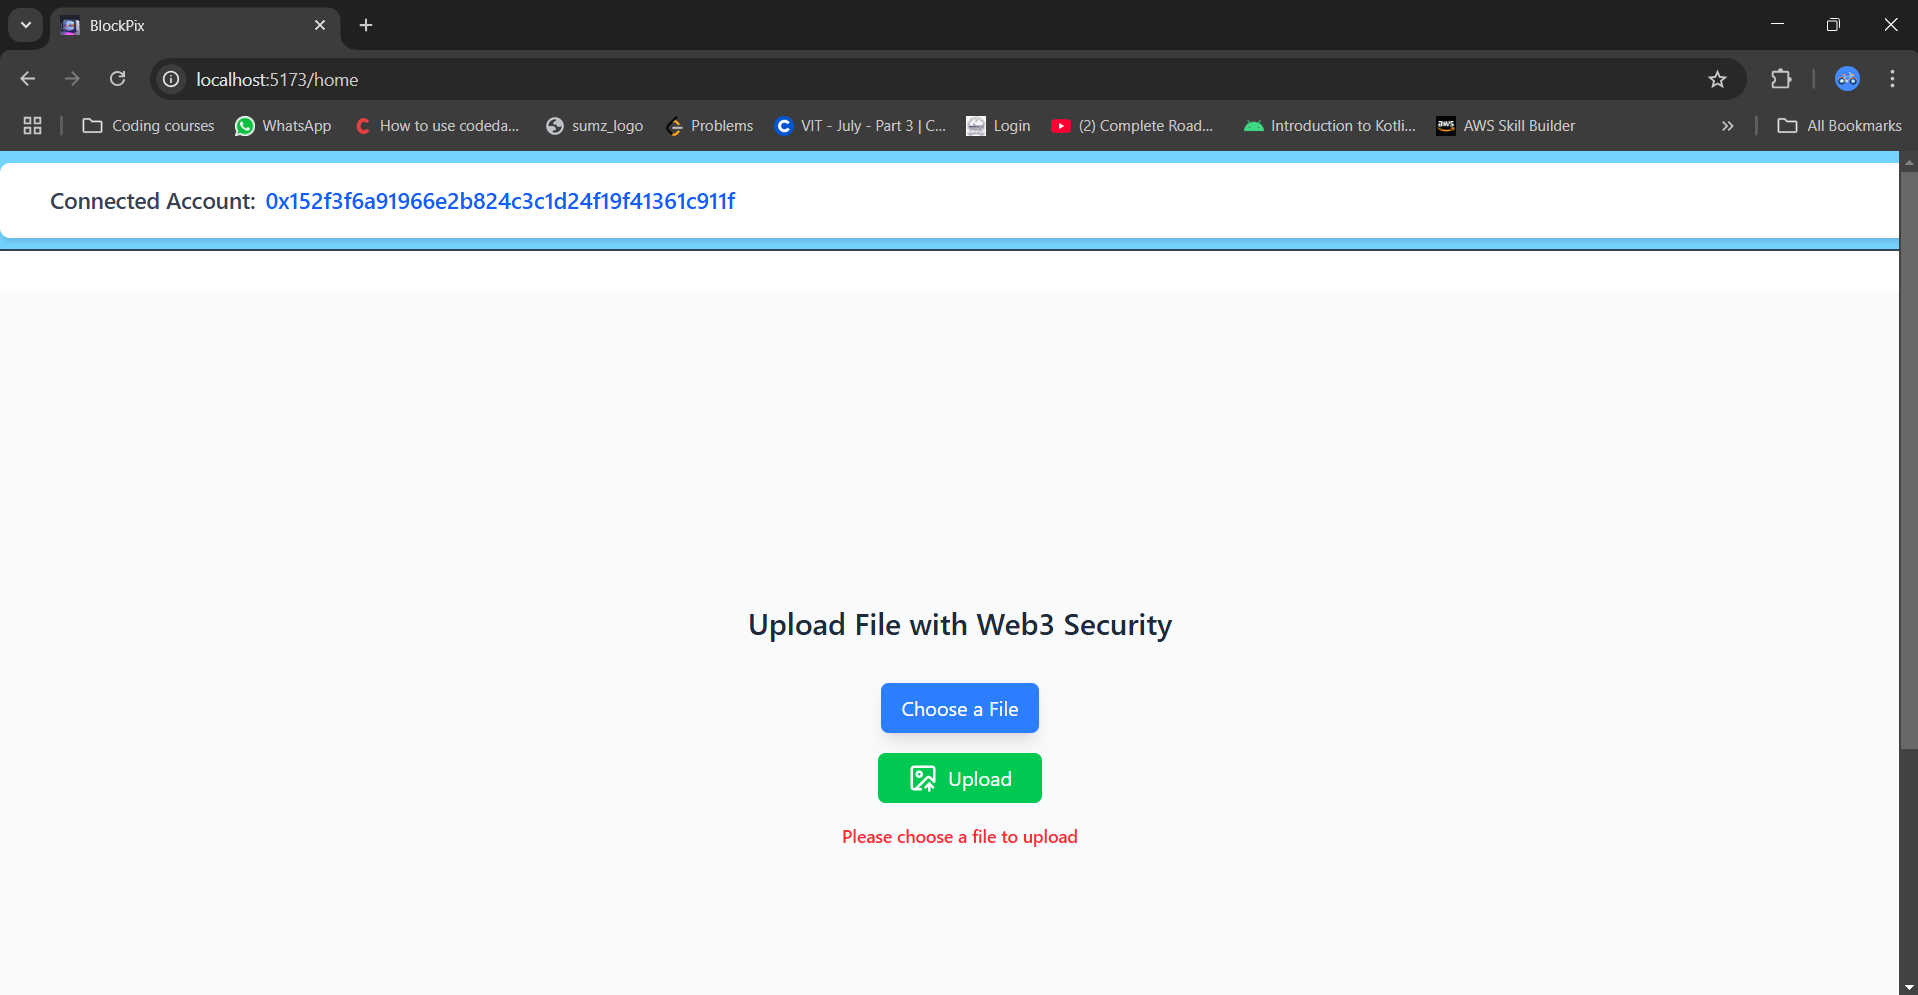 BlockPix
localhost:5173/home
Coding courses WhatsApp How to use codeda... sumz_logo Problems VIT - July - Part 3 | C... Login (2) Complete Road... Introduction to Kotli... aws AWS Skill Builder » All Bookmarks
Connected Account: 0x152f3f6a91966e2b824c3c1d24f19f41361c911f
Upload File with Web3 Security
Choose a File
Upload
Please choose a file to upload